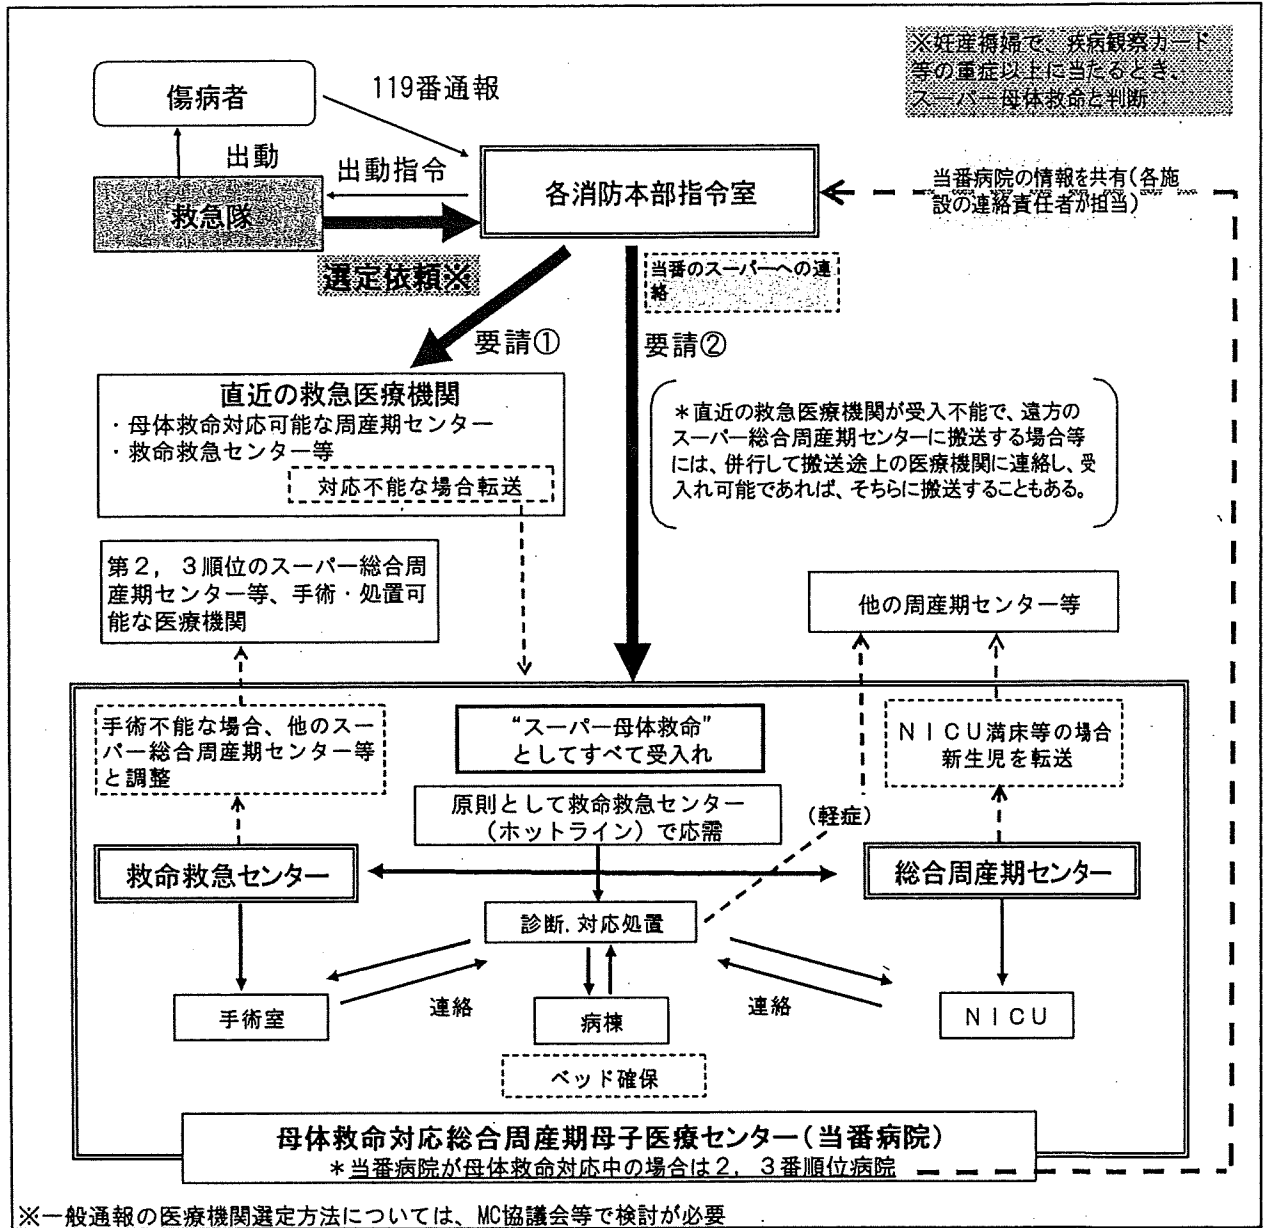 ※妊産褥婦で、疾病観察カード
等の重症以上に当たるとき、
スーパー母体救命と判断
傷病者
119番通報
出動
出動指令
救急隊
各消防本部指令室
当番病院の情報を共有(各施
設の連絡責任者が担当)
選定依頼※
当番のスーパーへの連
絡
要請①
要請②
直近の救急医療機関
・母体救命対応可能な周産期センター
・救命救急センター等
対応不能な場合転送
＊直近の救急医療機関が受入不能で、遠方の
スーパー総合周産期センターに搬送する場合等
には、併行して搬送途上の医療機関に連絡し、受
入れ可能であれば、そちらに搬送することもある。
第２，３順位のスーパー総合周
産期センター等、手術・処置可
能な医療機関
他の周産期センター等
手術不能な場合、他のスー
パー総合周産期センター等
と調整
“スーパー母体救命”
としてすべて受入れ
ＮＩＣＵ満床等の場合
新生児を転送
原則として救命救急センター
(ホットライン)で応需
(軽症)
救命救急センター
総合周産期センター
診断.対応処置
手術室
連絡
病棟
連絡
ＮＩＣＵ
ベッド確保
母体救命対応総合周産期母子医療センター(当番病院)
＊当番病院が母体救命対応中の場合は２，３番順位病院
※一般通報の医療機関選定方法については、MC協議会等で検討が必要